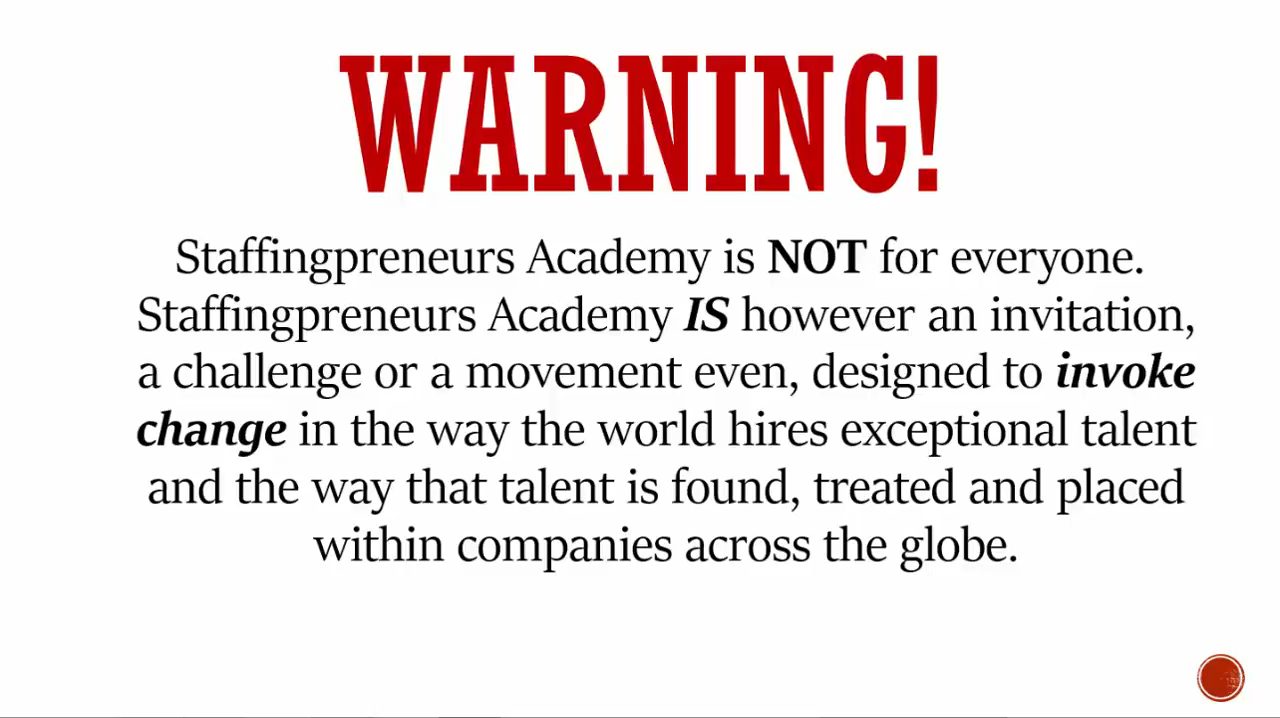 WARNING!
Staffingpreneurs Academy is NOT for everyone.
Staffingpreneurs Academy IS however an invitation,
a challenge or a movement even, designed to invoke
change in the way the world hires exceptional talent
and the way that talent is found, treated and placed
within companies across the globe.